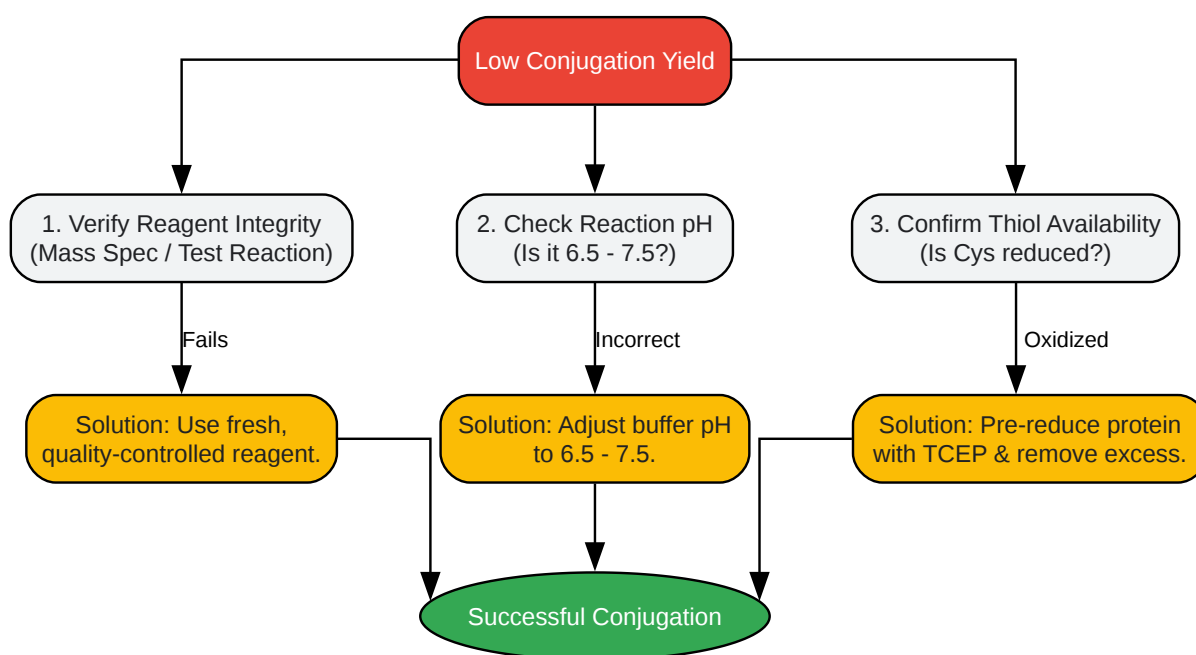 Low Conjugation Yield
1. Verify Reagent Integrity
(Mass Spec / Test Reaction)
2. Check Reaction pH
(Is it 6.5 - 7.5?)
3. Confirm Thiol Availability
(Is Cys reduced?)
Fails
Incorrect
Oxidized
Solution: Use fresh,
quality-controlled reagent.
Solution: Adjust buffer pH
to 6.5 - 7.5.
Solution: Pre-reduce protein
with TCEP & remove excess.
Successful Conjugation